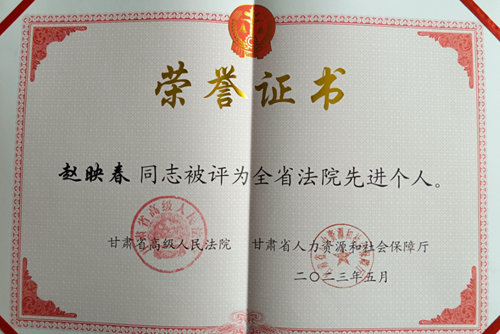 荣誉证书
赵映春 同志被评为全省法院先进个人。
甘肃省高级人民法院 甘肃省人力资源和社会保障厅
二〇二三年五月